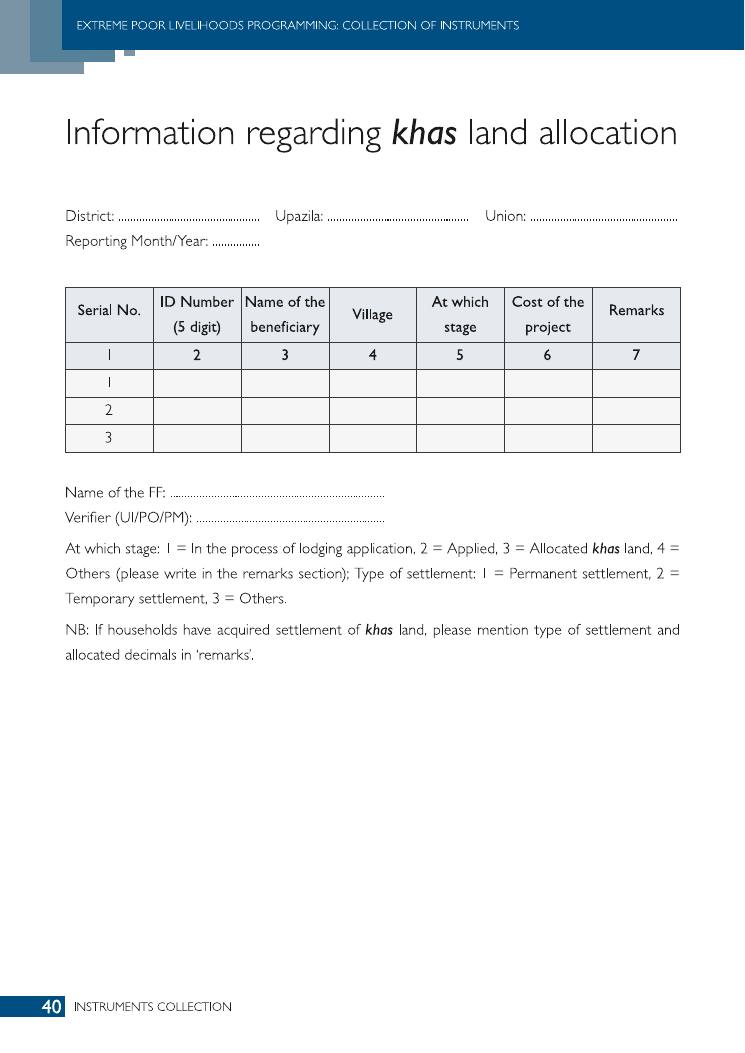 EXTREME POOR LIVELIHOODS PROGRAMMING: COLLECTION OF INSTRUMENTS
Information regarding khas land allocation
District: ................................................ Upazila: ................................................ Union: ..................................................
Reporting Month/Year: ................
Serial No. ID Number (5 digit) Name of the beneficiary Village At which stage Cost of the project Remarks
1 2 3 4 5 6 7
1
2
3
Name of the FF: .........................................................................
Verifier (UI/PO/PM): ................................................................
At which stage: 1 = In the process of lodging application, 2 = Applied, 3 = Allocated khas land, 4 =
Others (please write in the remarks section); Type of settlement: 1 = Permanent settlement, 2 =
Temporary settlement, 3 = Others.
NB: If households have acquired settlement of khas land, please mention type of settlement and
allocated decimals in ‘remarks’.
40 INSTRUMENTS COLLECTION